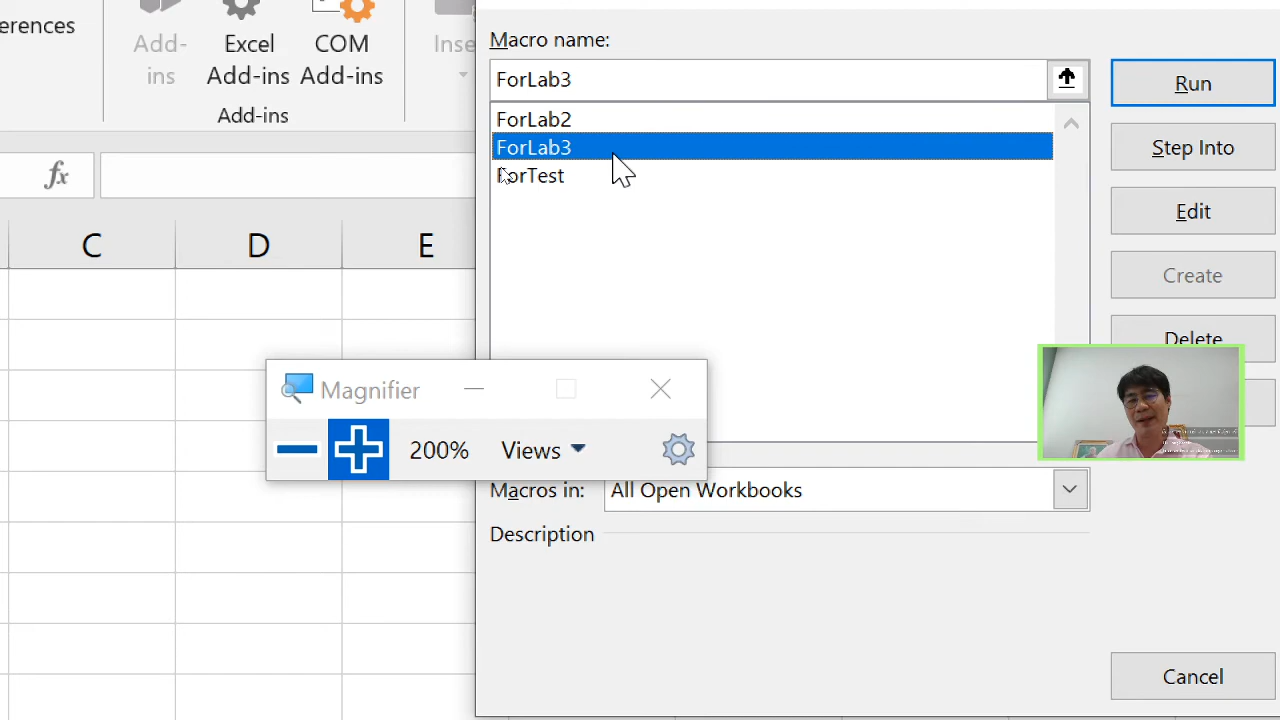 erences
Add-
ins
Excel
Add-ins
COM
Add-ins
Inse
Add-ins
fx
C
D
E
Macro name:
ForLab3
ForLab2
ForLab3
ForTest
Run
Step Into
Edit
Create
Delete
Magnifier
200%
Views
Macros in:
All Open Workbooks
Description
Cancel